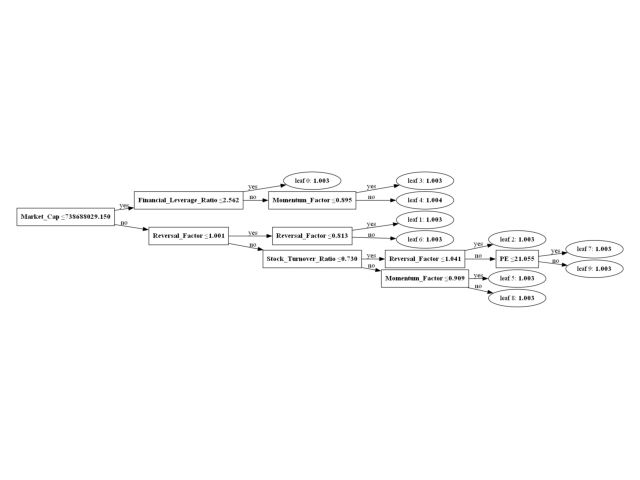 leaf 0: 1.003
leaf 3: 1.003
yes
yes
Financial_Leverage_Ratio ≤2.562
no
Momentum_Factor ≤0.895
no
leaf 4: 1.004
yes
Market_Cap ≤738688029.150
no
leaf 1: 1.003
yes
Reversal_Factor ≤1.001
yes
Reversal_Factor ≤0.813
no
leaf 6: 1.003
leaf 2: 1.003
no
yes
leaf 7: 1.003
yes
Stock_Turnover_Ratio ≤0.730
yes
Reversal_Factor ≤1.041
no
PE ≤21.055
no
leaf 9: 1.003
no
Momentum_Factor ≤0.909
yes
leaf 5: 1.003
no
leaf 8: 1.003